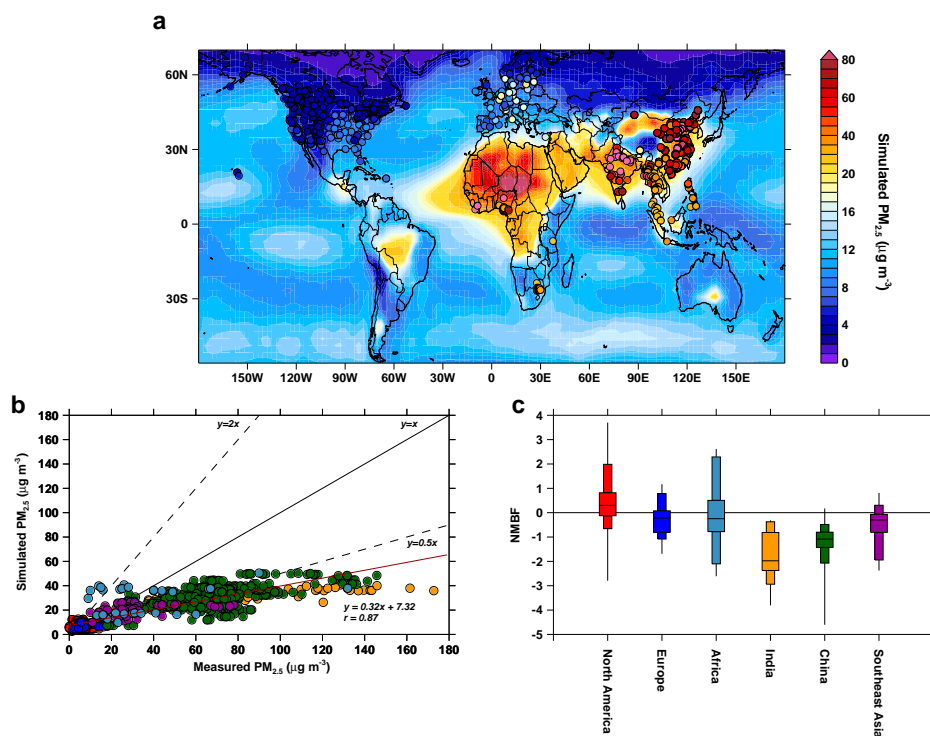 a
60N
30N
0
30S
150W 120W 90W 60W 30W 0 30E 60E 90E 120E 150E
80
60
40
20
16
12
8
4
0
Simulated PM2.5 (μg m-3)
b
180
160
140
120
100
80
60
40
20
0
Simulated PM2.5 (μg m-3)
y=2x
y=x
y=0.5x
y = 0.32x + 7.32
r = 0.87
0 20 40 60 80 100 120 140 160 180
Measured PM2.5 (μg m-3)
c
4
3
2
1
0
-1
-2
-3
-4
-5
NMBF
North America
Europe
Africa
India
China
Southeast Asia